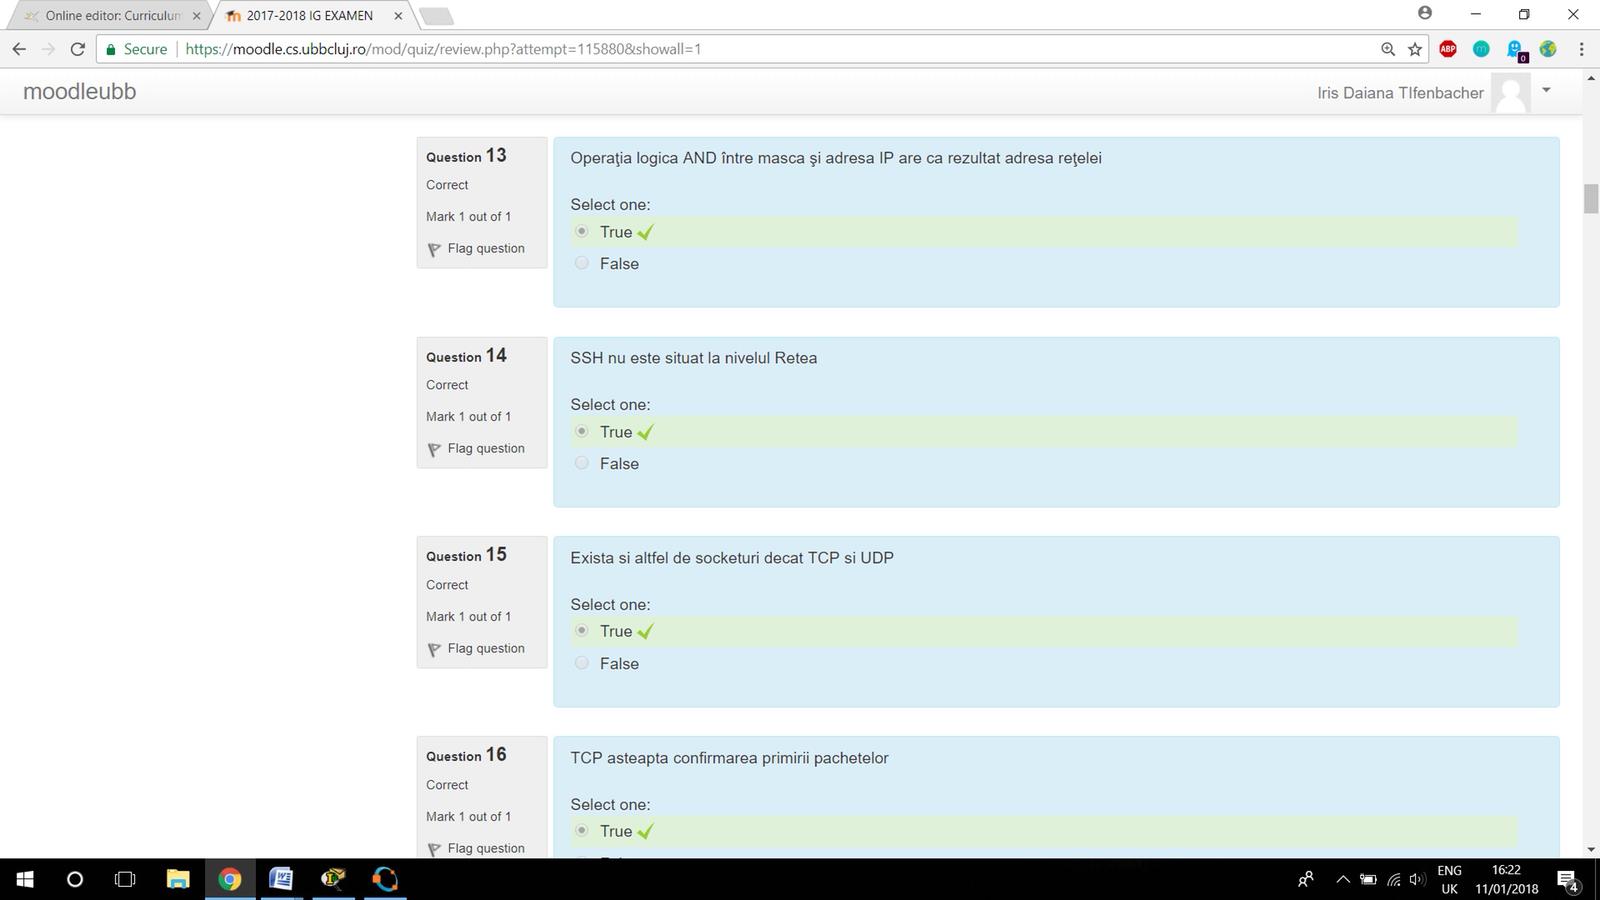 Online editor: Curriculum
2017-2018 IG EXAMEN
Secure
https://moodle.cs.ubbcluj.ro/mod/quiz/review.php?attempt=115880&showall=1
ABP
m
0
moodleubb
Iris Daiana TIfenbacher
Question 13
Correct
Mark 1 out of 1
Flag question
Operaţia logica AND între masca şi adresa IP are ca rezultat adresa reţelei
Select one:
True
False
Question 14
Correct
Mark 1 out of 1
Flag question
SSH nu este situat la nivelul Retea
Select one:
True
False
Question 15
Correct
Mark 1 out of 1
Flag question
Exista si altfel de socketuri decat TCP si UDP
Select one:
True
False
Question 16
Correct
Mark 1 out of 1
Flag question
TCP asteapta confirmarea primirii pachetelor
Select one:
True
ENG
UK
16:22
11/01/2018
4